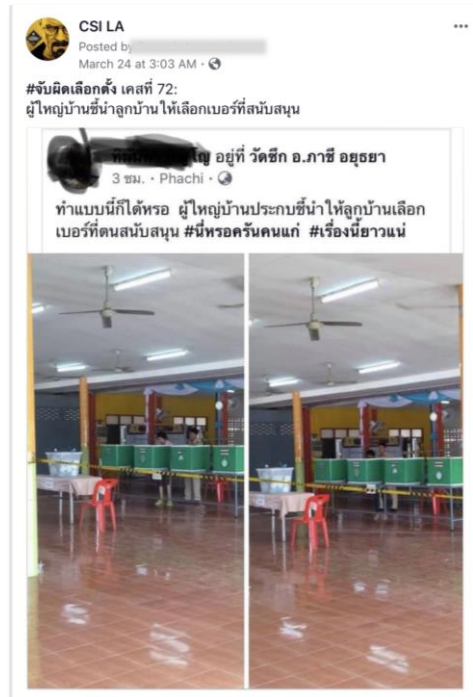 CSI LA
Posted by
March 24 at 3:03 AM ·
#จับผิดเลือกตั้ง เคสที่ 72:
ผู้ใหญ่บ้านชี้นำลูกบ้านให้เลือกเบอร์ที่สนับสนุน
อยู่ที่ วัดซึก อ.ภาชี อยุธยา
3 ชม. · Phachi ·
ทำแบบนี้ก็ได้หรอ ผู้ใหญ่บ้านประกบชี้นำให้ลูกบ้านเลือก
เบอร์ที่ตนสนับสนุน #นี่หรอครันคนแก่ #เรื่องนี้ยาวแน่